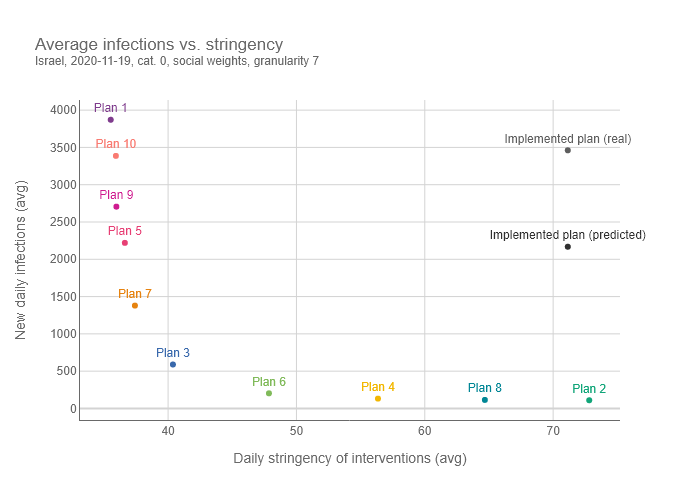 Average infections vs. stringency
Israel, 2020-11-19, cat. 0, social weights, granularity 7
New daily infections (avg)
4000
3500
3000
2500
2000
1500
1000
500
0
Plan 1
Plan 10
Implemented plan (real)
Plan 9
Plan 5
Implemented plan (predicted)
Plan 7
Plan 3
Plan 6
Plan 4
Plan 8
Plan 2
40
50
60
70
Daily stringency of interventions (avg)